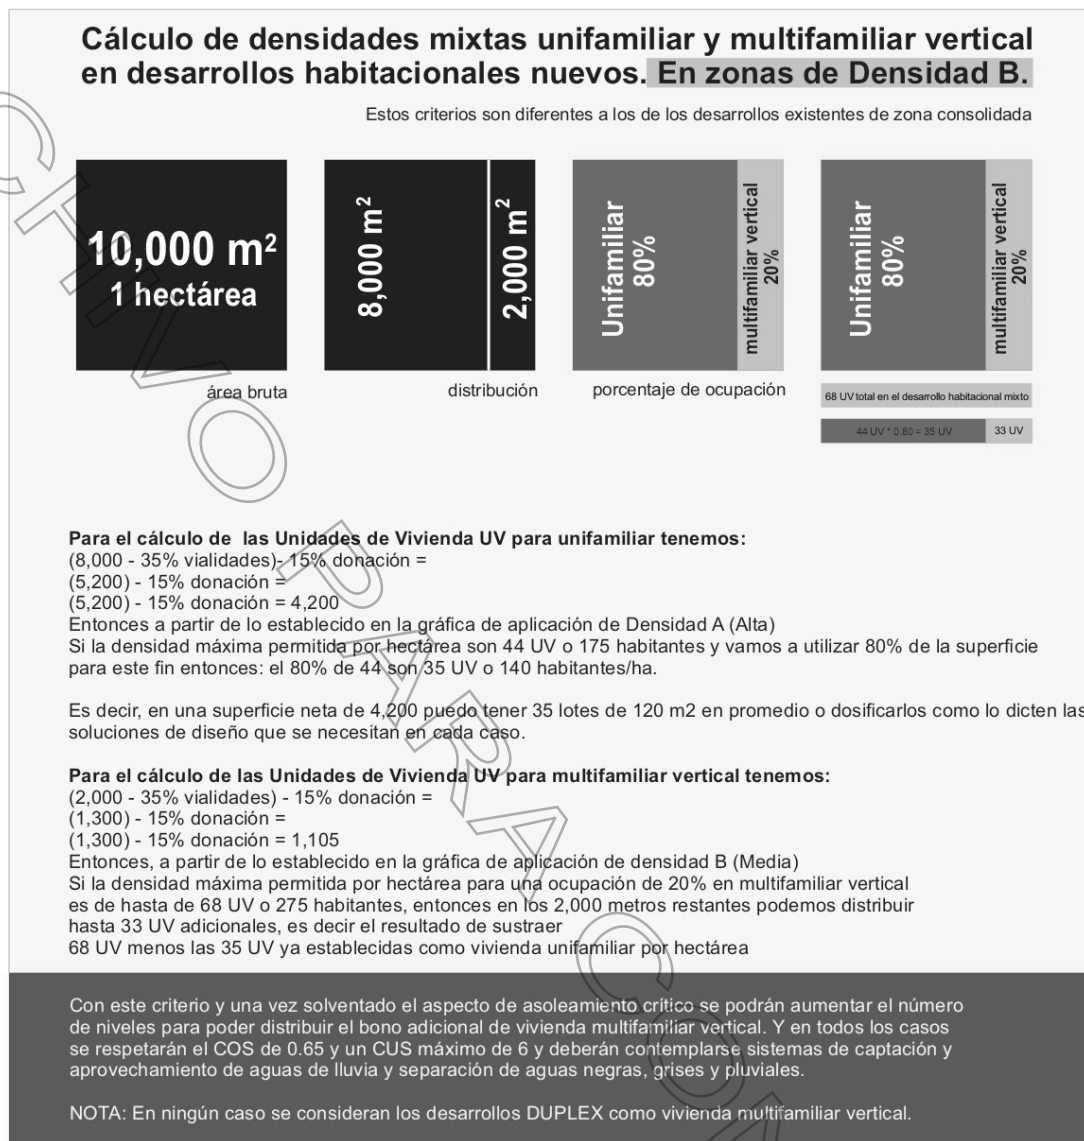 Cálculo de densidades mixtas unifamiliar y multifamiliar vertical
en desarrollos habitacionales nuevos. En zonas de Densidad B.
Estos criterios son diferentes a los de los desarrollos existentes de zona consolidada
10,000 m²
1 hectárea
área bruta
8,000 m²
2,000 m²
distribución
Unifamiliar
80%
multifamiliar vertical
20%
porcentaje de ocupación
Unifamiliar
80%
multifamiliar vertical
20%
68 UV total en el desarrollo habitacional mixto
44 UV * 0.80 = 35 UV
33 UV
Para el cálculo de las Unidades de Vivienda UV para unifamiliar tenemos:
(8,000 - 35% vialidades)- 15% donación =
(5,200) - 15% donación =
(5,200) - 15% donación = 4,200
Entonces a partir de lo establecido en la gráfica de aplicación de Densidad A (Alta)
Si la densidad máxima permitida por hectárea son 44 UV o 175 habitantes y vamos a utilizar 80% de la superficie
para este fin entonces: el 80% de 44 son 35 UV o 140 habitantes/ha.
Es decir, en una superficie neta de 4,200 puedo tener 35 lotes de 120 m2 en promedio o dosificarlos como lo dicten las
soluciones de diseño que se necesitan en cada caso.
Para el cálculo de las Unidades de Vivienda UV para multifamiliar vertical tenemos:
(2,000 - 35% vialidades) - 15% donación =
(1,300) - 15% donación =
(1,300) - 15% donación = 1,105
Entonces, a partir de lo establecido en la gráfica de aplicación de densidad B (Media)
Si la densidad máxima permitida por hectárea para una ocupación de 20% en multifamiliar vertical
es de hasta de 68 UV o 275 habitantes, entonces en los 2,000 metros restantes podemos distribuir
hasta 33 UV adicionales, es decir el resultado de sustraer
68 UV menos las 35 UV ya establecidas como vivienda unifamiliar por hectárea
Con este criterio y una vez solventado el aspecto de asoleamiento crítico se podrán aumentar el número
de niveles para poder distribuir el bono adicional de vivienda multifamiliar vertical. Y en todos los casos
se respetarán el COS de 0.65 y un CUS máximo de 6 y deberán contemplarse sistemas de captación y
aprovechamiento de aguas de lluvia y separación de aguas negras, grises y pluviales.
NOTA: En ningún caso se consideran los desarrollos DUPLEX como vivienda multifamiliar vertical.
CHIVO PARA CON